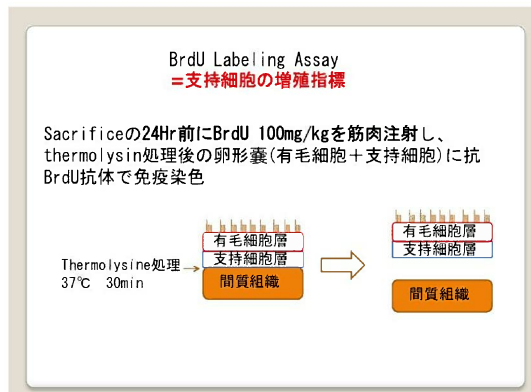 BrdU Labeling Assay
=支持細胞の増殖指標
Sacrificeの24Hr前にBrdU 100mg/kgを筋肉注射し、
thermolysin処理後の卵形嚢(有毛細胞＋支持細胞)に抗
BrdU抗体で免疫染色
有毛細胞層
支持細胞層
間質組織
Thermolysine処理
37℃ 30min
有毛細胞層
支持細胞層
間質組織